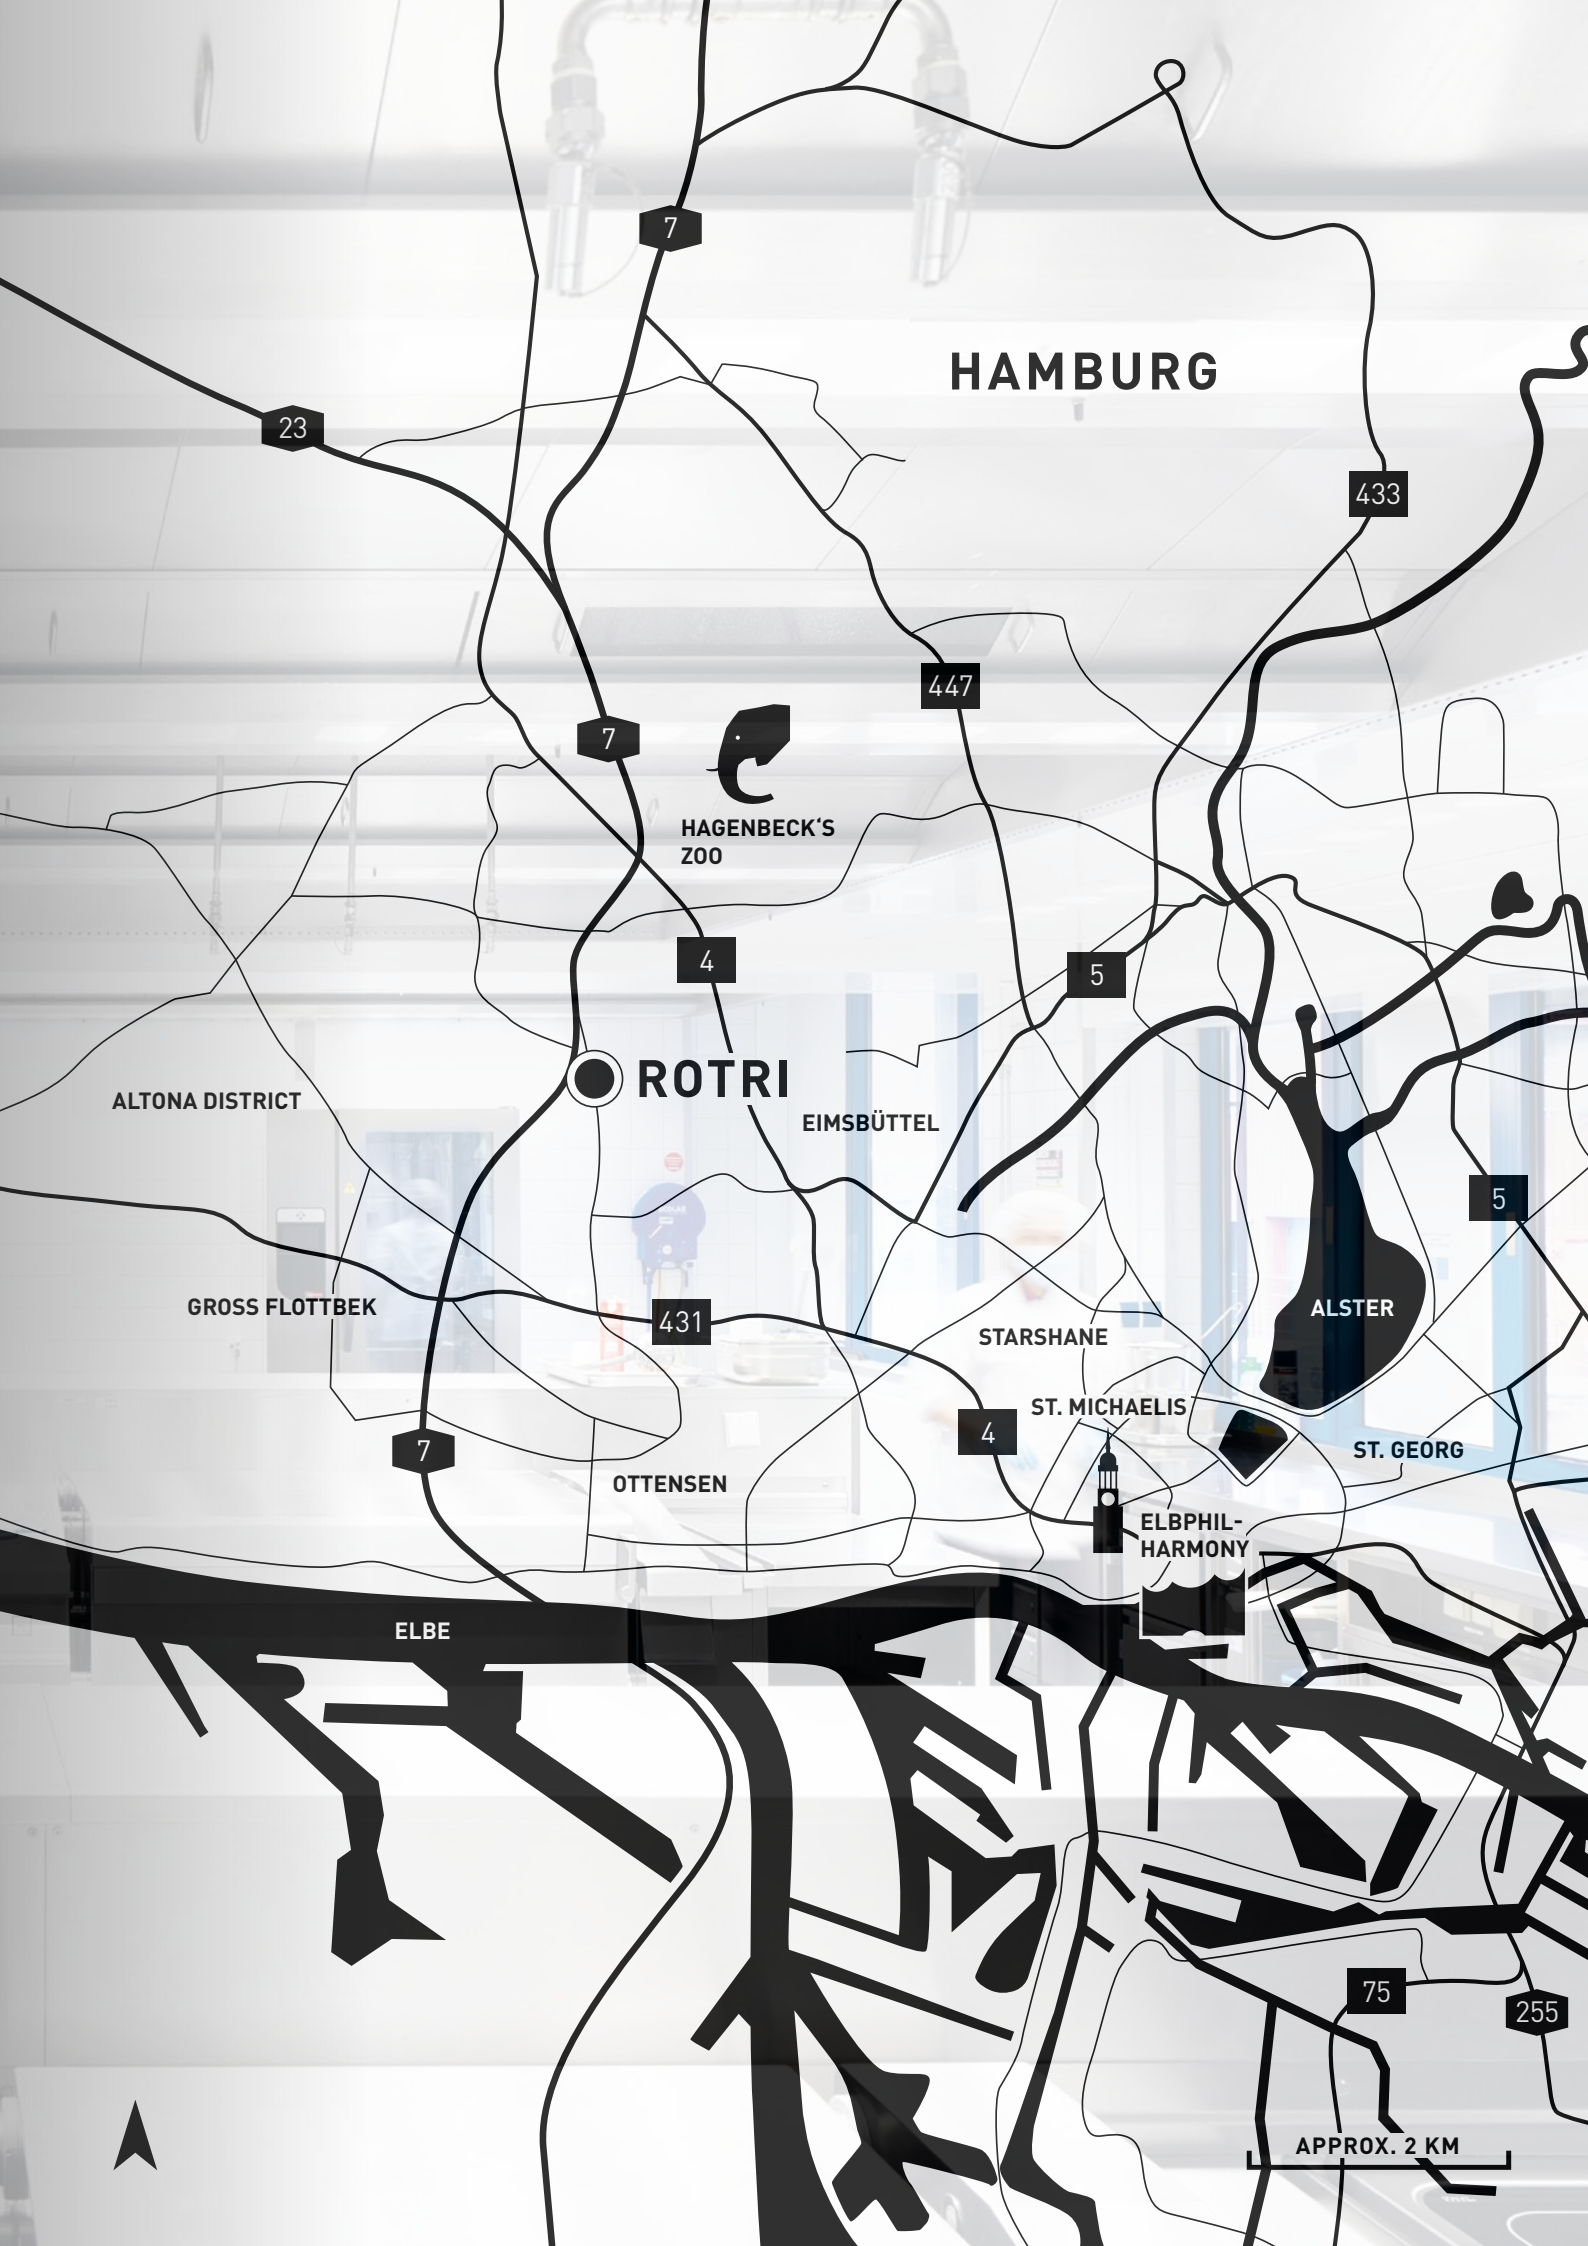 7
HAMBURG
23
433
447
7
HAGENBECK‘S
ZOO
4
5
ROTRI
ALTONA DISTRICT
EIMSBÜTTEL
5
GROSS FLOTTBEK
431
ALSTER
STARSHANE
ST. MICHAELIS
4
7
ST. GEORG
OTTENSEN
ELBPHIL-
HARMONY
ELBE
75
255
APPROX. 2 KM